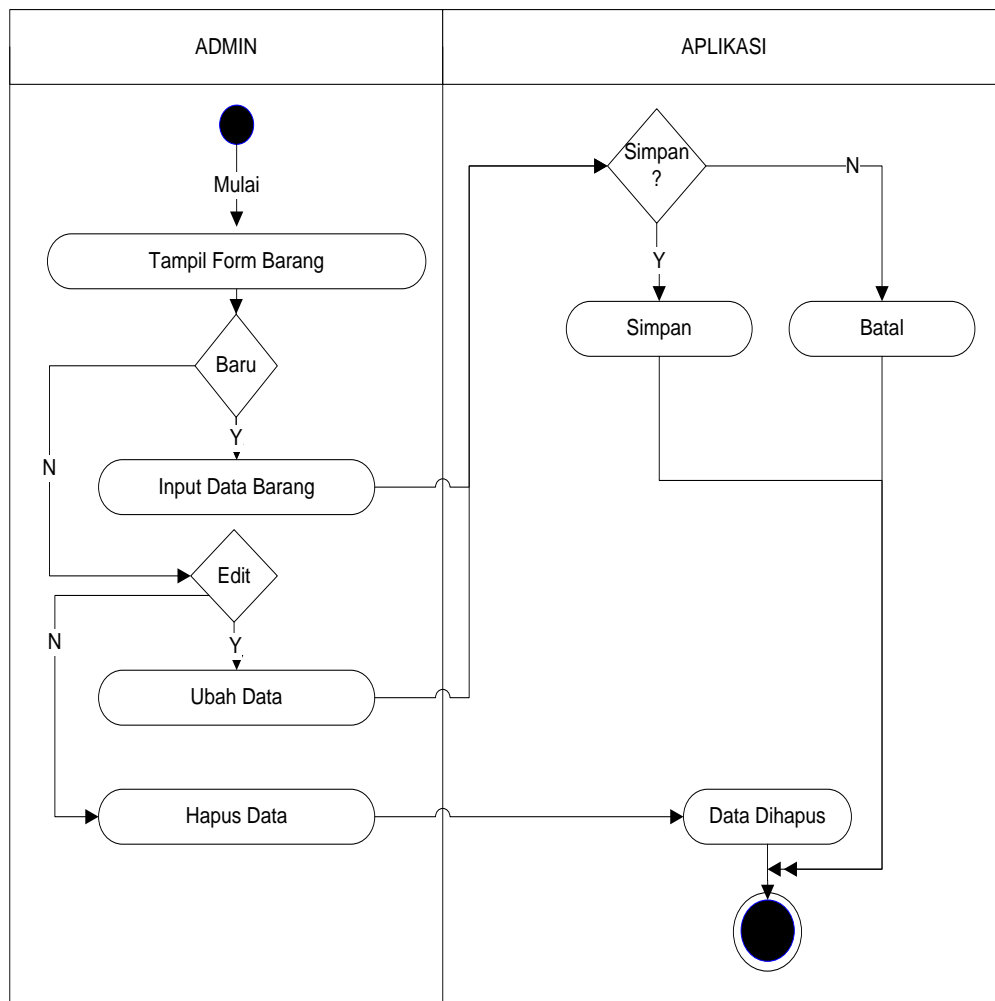 ADMIN
APLIKASI
Mulai
Simpan
?
N
Tampil Form Barang
Y
Simpan
Batal
Baru
Y
N
Input Data Barang
Edit
N
Y
Ubah Data
Hapus Data
Data Dihapus